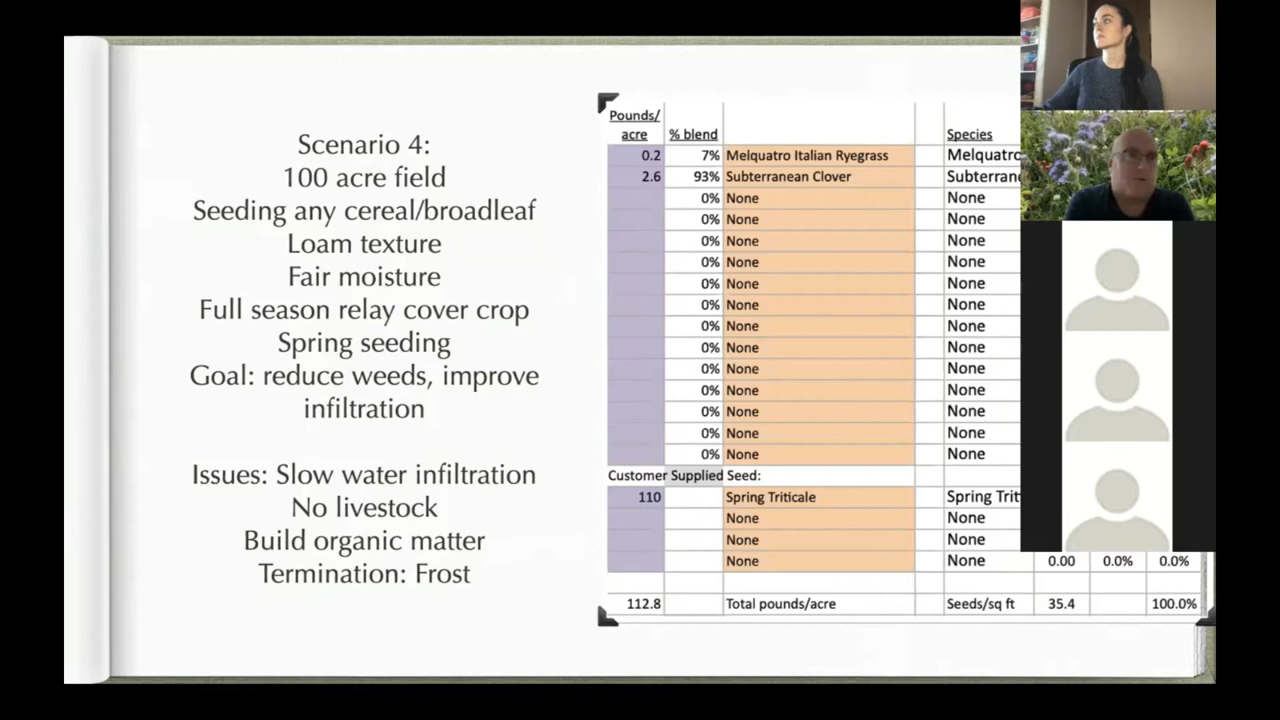 Scenario 4:
100 acre field
Seeding any cereal/broadleaf
Loam texture
Fair moisture
Full season relay cover crop
Spring seeding
Goal: reduce weeds, improve
infiltration
Issues: Slow water infiltration
No livestock
Build organic matter
Termination: Frost
Pounds/
acre % blend Species
0.2 7% Melquatro Italian Ryegrass Melquatro
2.6 93% Subterranean Clover Subterrane
0% None None
0% None None
0% None None
0% None None
0% None None
0% None None
0% None None
0% None None
0% None None
0% None None
0% None None
0% None None
0% None None
Customer Supplied Seed:
110 Spring Triticale Spring Trit
None None
None None
None None 0.00 0.0% 0.0%
112.8 Total pounds/acre Seeds/sq ft 35.4 100.0%